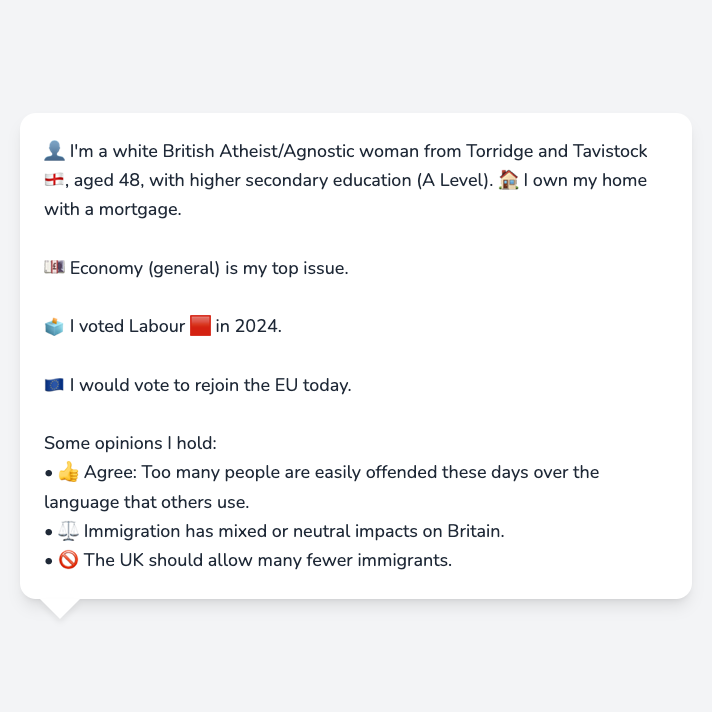 👤 I'm a white British Atheist/Agnostic woman from Torridge and Tavistock
🏴󠁧󠁢󠁥󠁮󠁧󠁿, aged 48, with higher secondary education (A Level). 🏠 I own my home
with a mortgage.
💷 Economy (general) is my top issue.
🗳️ I voted Labour 🟥 in 2024.
🇪🇺 I would vote to rejoin the EU today.
Some opinions I hold:
• 👍 Agree: Too many people are easily offended these days over the
language that others use.
• ⚖️ Immigration has mixed or neutral impacts on Britain.
• 🚫 The UK should allow many fewer immigrants.